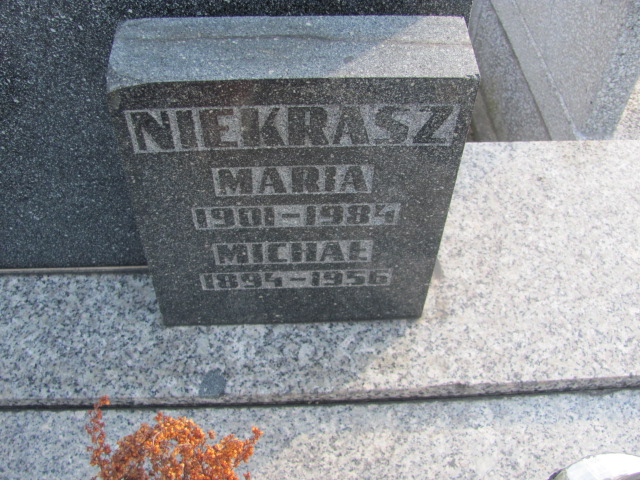 NIEKRASZ
MARIA
1901-1984
MICHAŁ
1894-1956